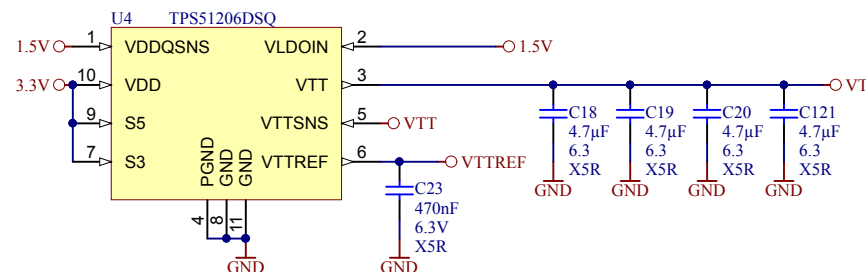 U4 TPS51206DSQ
1.5V 1 VDDQSNS VLDOIN 2 1.5V
3.3V 10 VDD VTT 3 VT
9 S5 VTTSNS 5 VTT
7 S3 VTTREF 6 VTTREF
PGND GND GND
4 8 11
GND
C23
470nF
6.3V
X5R
GND
C18
4.7µF
6.3
X5R
GND
C19
4.7µF
6.3
X5R
GND
C20
4.7µF
6.3
X5R
GND
C121
4.7µF
6.3
X5R
GND